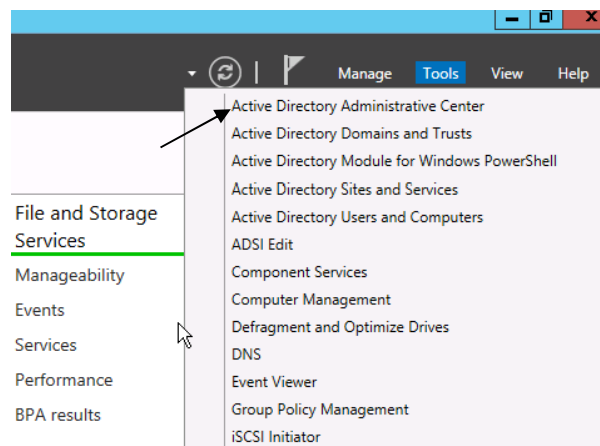 Manage Tools View Help
Active Directory Administrative Center
Active Directory Domains and Trusts
Active Directory Module for Windows PowerShell
Active Directory Sites and Services
Active Directory Users and Computers
ADSI Edit
Component Services
Computer Management
Defragment and Optimize Drives
DNS
Event Viewer
Group Policy Management
iSCSI Initiator
File and Storage
Services
Manageability
Events
Services
Performance
BPA results